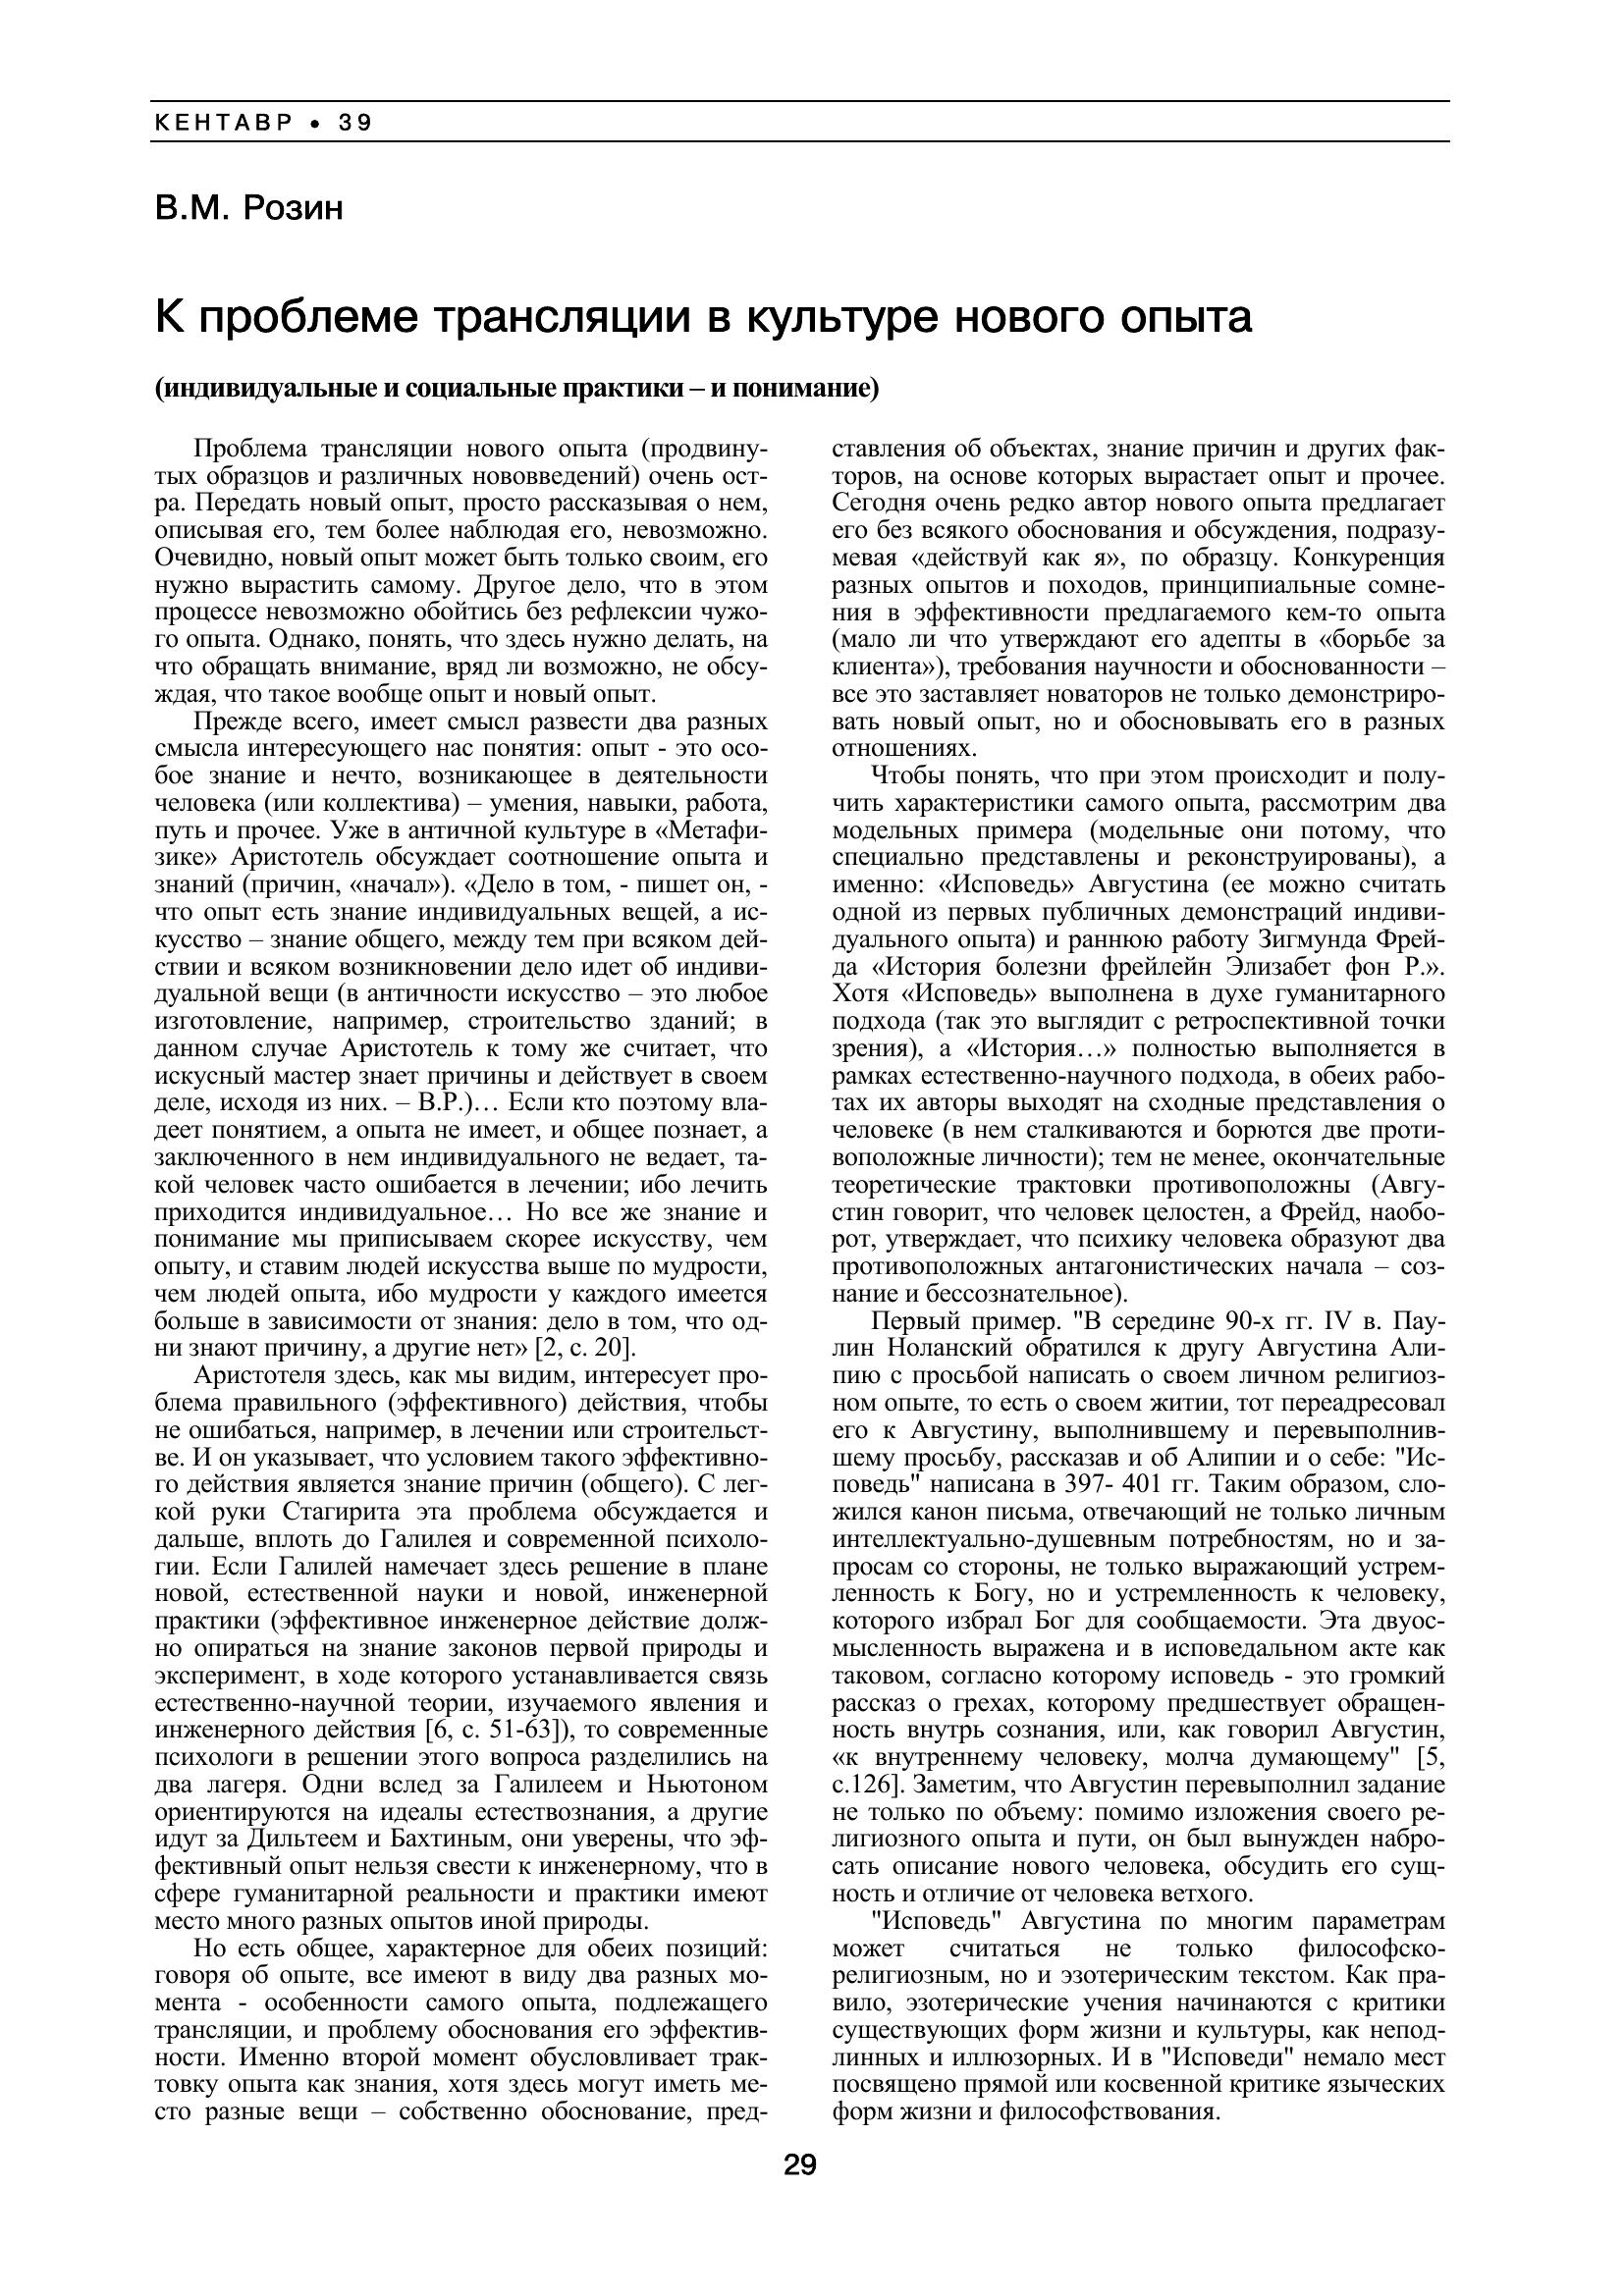 КЕНТАВР • 39
В.М. Розин
К проблеме трансляции в культуре нового опыта
(индивидуальные и социальные практики – и понимание)
Проблема трансляции нового опыта (продвину-
тых образцов и различных нововведений) очень ост-
ра. Передать новый опыт, просто рассказывая о нем,
описывая его, тем более наблюдая его, невозможно.
Очевидно, новый опыт может быть только своим, его
нужно вырастить самому. Другое дело, что в этом
процессе невозможно обойтись без рефлексии чужо-
го опыта. Однако, понять, что здесь нужно делать, на
что обращать внимание, вряд ли возможно, не обсу-
ждая, что такое вообще опыт и новый опыт.
Прежде всего, имеет смысл развести два разных
смысла интересующего нас понятия: опыт - это осо-
бое знание и нечто, возникающее в деятельности
человека (или коллектива) – умения, навыки, работа,
путь и прочее. Уже в античной культуре в «Метафи-
зике» Аристотель обсуждает соотношение опыта и
знаний (причин, «начал»). «Дело в том, - пишет он, -
что опыт есть знание индивидуальных вещей, а ис-
кусство – знание общего, между тем при всяком дей-
ствии и всяком возникновении дело идет об индиви-
дуальной вещи (в античности искусство – это любое
изготовление, например, строительство зданий; в
данном случае Аристотель к тому же считает, что
искусный мастер знает причины и действует в своем
деле, исходя из них. – В.Р.)… Если кто поэтому вла-
деет понятием, а опыта не имеет, и общее познает, а
заключенного в нем индивидуального не ведает, та-
кой человек часто ошибается в лечении; ибо лечить
приходится индивидуальное… Но все же знание и
понимание мы приписываем скорее искусству, чем
опыту, и ставим людей искусства выше по мудрости,
чем людей опыта, ибо мудрости у каждого имеется
больше в зависимости от знания: дело в том, что од-
ни знают причину, а другие нет» [2, с. 20].
Аристотеля здесь, как мы видим, интересует про-
блема правильного (эффективного) действия, чтобы
не ошибаться, например, в лечении или строительст-
ве. И он указывает, что условием такого эффективно-
го действия является знание причин (общего). С лег-
кой руки Стагирита эта проблема обсуждается и
дальше, вплоть до Галилея и современной психоло-
гии. Если Галилей намечает здесь решение в плане
новой, естественной науки и новой, инженерной
практики (эффективное инженерное действие долж-
но опираться на знание законов первой природы и
эксперимент, в ходе которого устанавливается связь
естественно-научной теории, изучаемого явления и
инженерного действия [6, с. 51-63]), то современные
психологи в решении этого вопроса разделились на
два лагеря. Одни вслед за Галилеем и Ньютоном
ориентируются на идеалы естествознания, а другие
идут за Дильтеем и Бахтиным, они уверены, что эф-
фективный опыт нельзя свести к инженерному, что в
сфере гуманитарной реальности и практики имеют
место много разных опытов иной природы.
Но есть общее, характерное для обеих позиций:
говоря об опыте, все имеют в виду два разных мо-
мента - особенности самого опыта, подлежащего
трансляции, и проблему обоснования его эффектив-
ности. Именно второй момент обусловливает трак-
товку опыта как знания, хотя здесь могут иметь ме-
сто разные вещи – собственно обоснование, пред-
ставления об объектах, знание причин и других фак-
торов, на основе которых вырастает опыт и прочее.
Сегодня очень редко автор нового опыта предлагает
его без всякого обоснования и обсуждения, подразу-
мевая «действуй как я», по образцу. Конкуренция
разных опытов и походов, принципиальные сомне-
ния в эффективности предлагаемого кем-то опыта
(мало ли что утверждают его адепты в «борьбе за
клиента»), требования научности и обоснованности –
все это заставляет новаторов не только демонстриро-
вать новый опыт, но и обосновывать его в разных
отношениях.
Чтобы понять, что при этом происходит и полу-
чить характеристики самого опыта, рассмотрим два
модельных примера (модельные они потому, что
специально представлены и реконструированы), а
именно: «Исповедь» Августина (ее можно считать
одной из первых публичных демонстраций индиви-
дуального опыта) и раннюю работу Зигмунда Фрей-
да «История болезни фрейлейн Элизабет фон Р.».
Хотя «Исповедь» выполнена в духе гуманитарного
подхода (так это выглядит с ретроспективной точки
зрения), а «История…» полностью выполняется в
рамках естественно-научного подхода, в обеих рабо-
тах их авторы выходят на сходные представления о
человеке (в нем сталкиваются и борются две проти-
воположные личности); тем не менее, окончательные
теоретические трактовки противоположны (Авгу-
стин говорит, что человек целостен, а Фрейд, наобо-
рот, утверждает, что психику человека образуют два
противоположных антагонистических начала – соз-
нание и бессознательное).
Первый пример. "В середине 90-х гг. IV в. Пау-
лин Ноланский обратился к другу Августина Али-
пию с просьбой написать о своем личном религиоз-
ном опыте, то есть о своем житии, тот переадресовал
его к Августину, выполнившему и перевыполнив-
шему просьбу, рассказав и об Алипии и о себе: "Ис-
поведь" написана в 397- 401 гг. Таким образом, сло-
жился канон письма, отвечающий не только личным
интеллектуально-душевным потребностям, но и за-
просам со стороны, не только выражающий устрем-
ленность к Богу, но и устремленность к человеку,
которого избрал Бог для сообщаемости. Эта двуос-
мысленность выражена и в исповедальном акте как
таковом, согласно которому исповедь - это громкий
рассказ о грехах, которому предшествует обращен-
ность внутрь сознания, или, как говорил Августин,
«к внутреннему человеку, молча думающему" [5,
с.126]. Заметим, что Августин перевыполнил задание
не только по объему: помимо изложения своего ре-
лигиозного опыта и пути, он был вынужден набро-
сать описание нового человека, обсудить его сущ-
ность и отличие от человека ветхого.
"Исповедь" Августина по многим параметрам
может считаться не только философско-
религиозным, но и эзотерическим текстом. Как пра-
вило, эзотерические учения начинаются с критики
существующих форм жизни и культуры, как непод-
линных и иллюзорных. И в "Исповеди" немало мест
посвящено прямой или косвенной критике языческих
форм жизни и философствования.
29